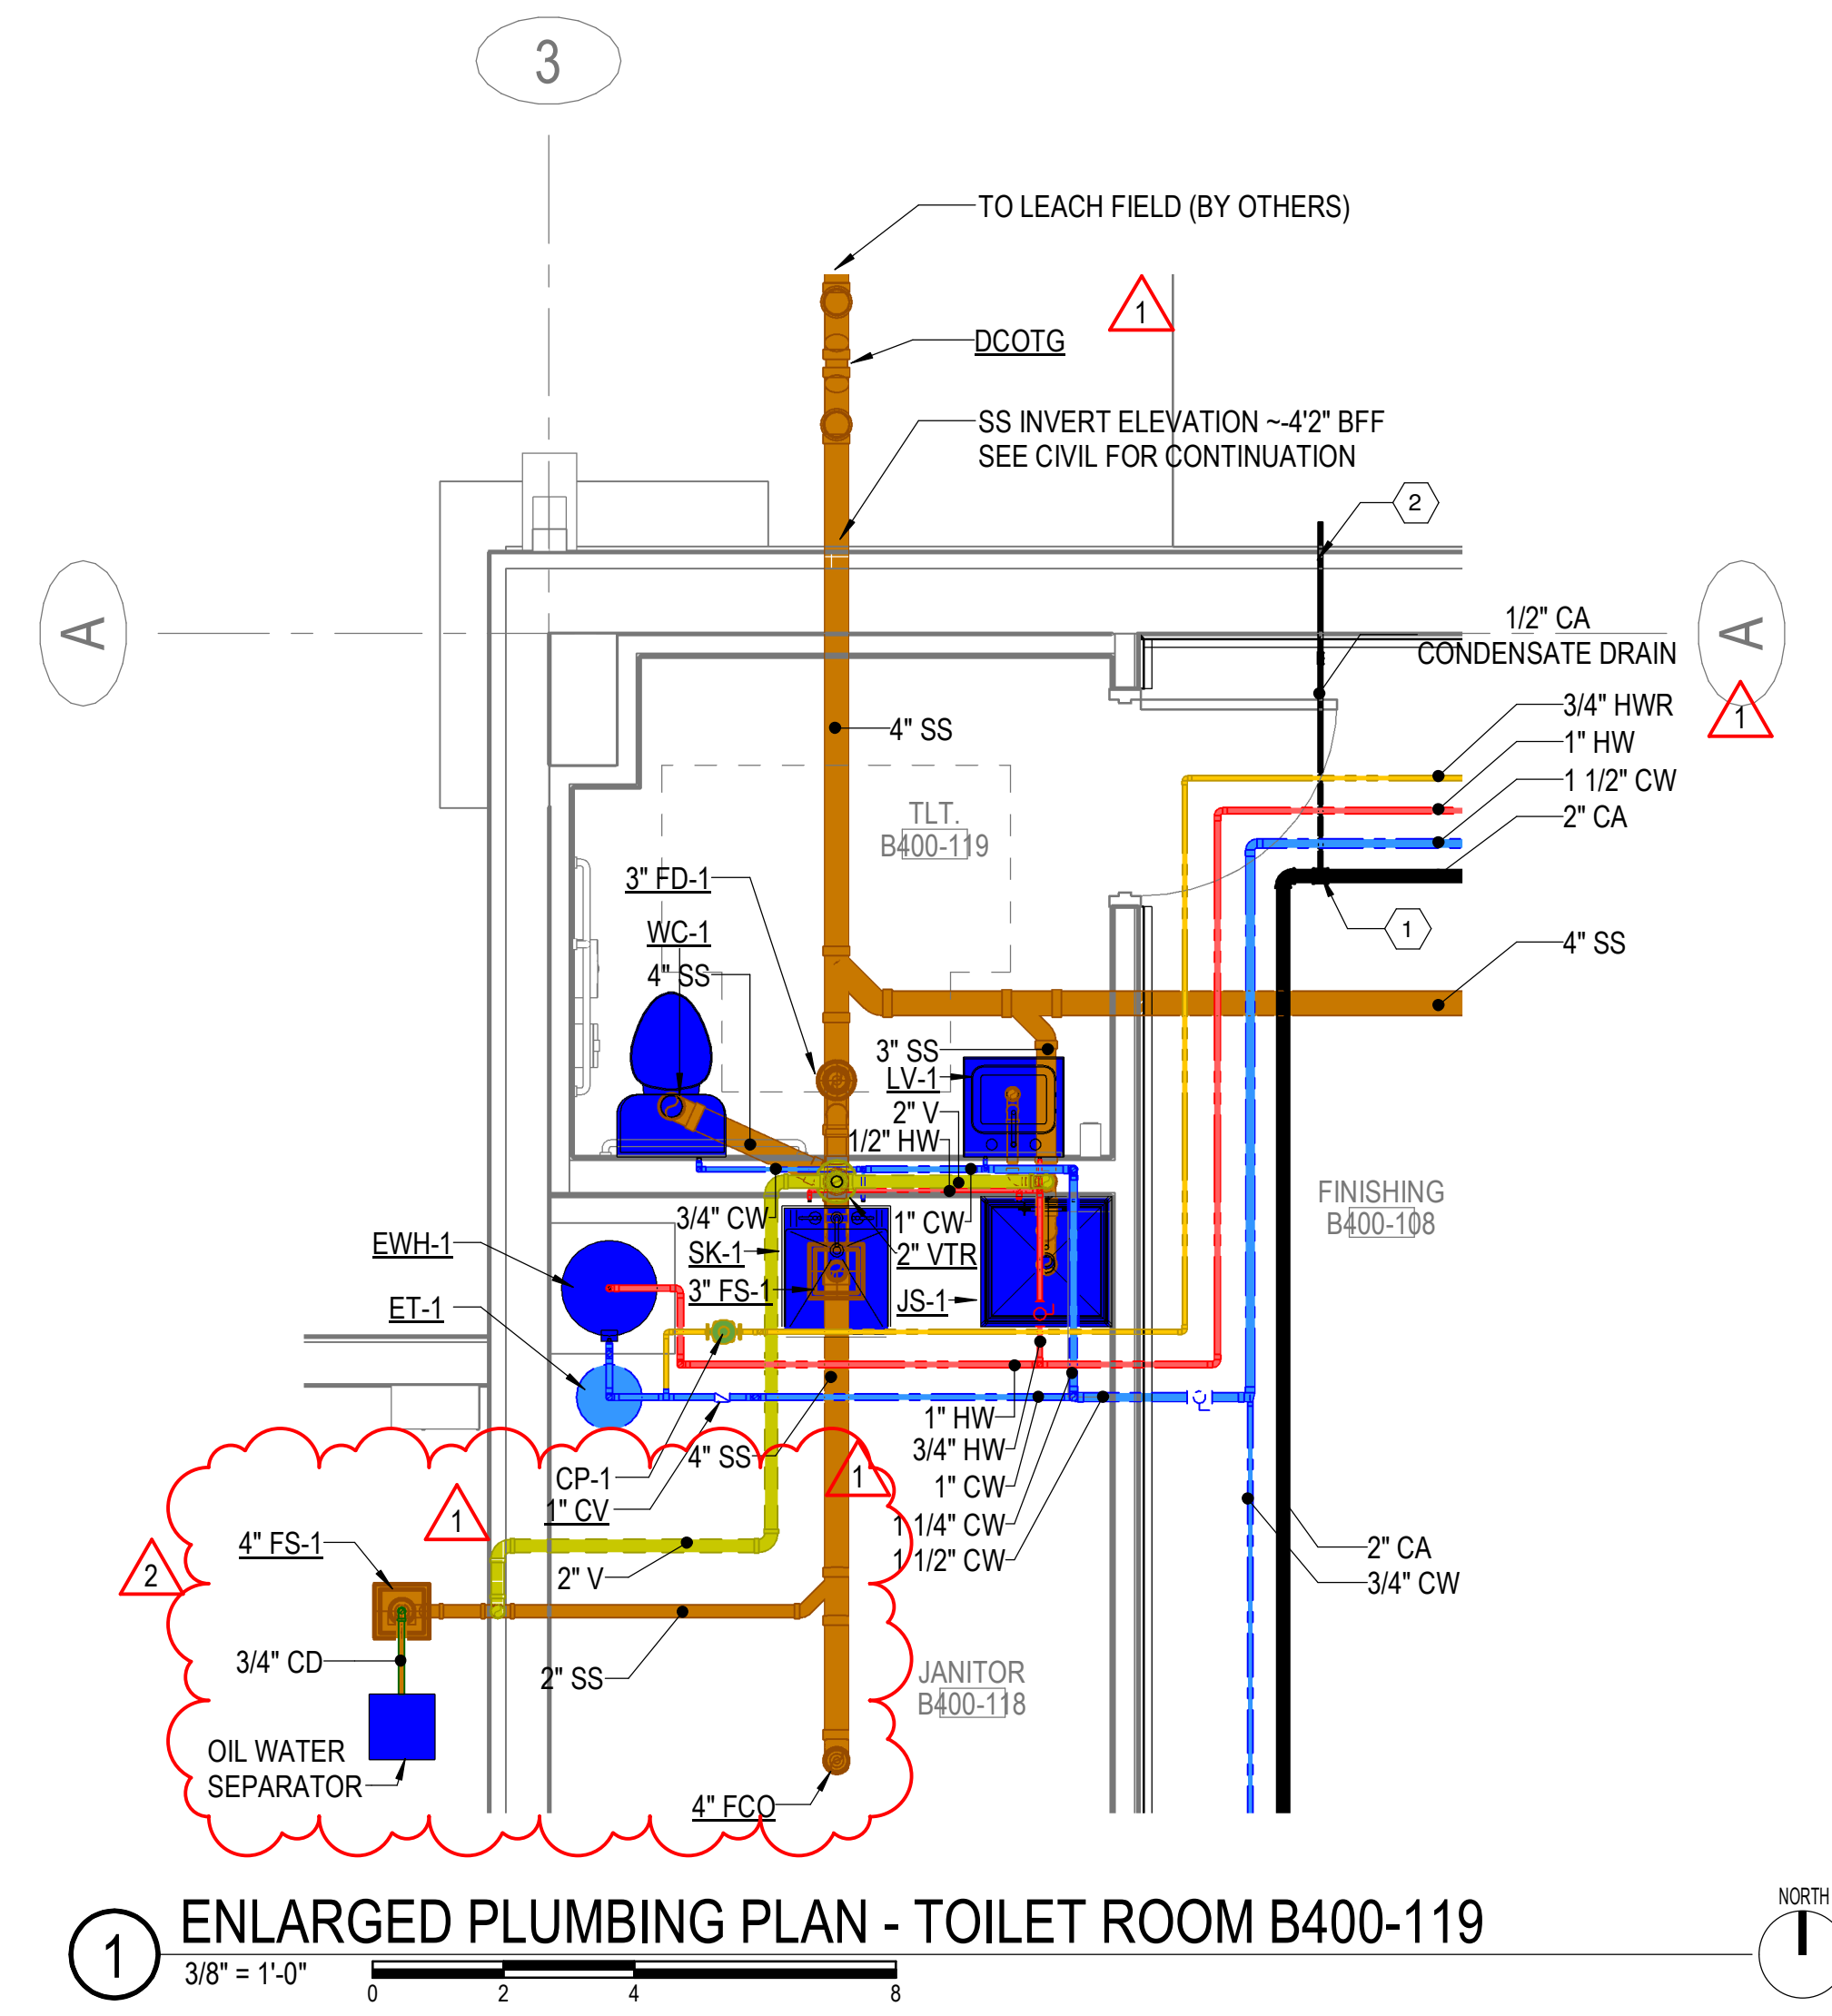 3
TO LEACH FIELD (BY OTHERS)
1
DCOTG
SS INVERT ELEVATION ~-4'2" BFF
SEE CIVIL FOR CONTINUATION
2
A
1/2" CA
CONDENSATE DRAIN
A
1
3/4" HWR
1" HW
1 1/2" CW
2" CA
4" SS
TLT.
B400-119
3" FD-1
WC-1
4" SS
1
4" SS
3" SS
LV-1
2" V
1/2" HW
FINISHING
B400-108
3/4" CW
1" CW
EWH-1
SK-1
2" VTR
3" FS-1
JS-1
ET-1
1" HW
3/4" HW
4" SS
1
CP-1
1" CW
1" CV
1
1 1/4" CW
4" FS-1
1 1/2" CW
2" CA
2
2" V
3/4" CW
3/4" CD
2" SS
JANITOR
B400-118
OIL WATER
SEPARATOR
4" FCO
1
ENLARGED PLUMBING PLAN - TOILET ROOM B400-119
NORTH
3/8" = 1'-0"
0 2 4 8